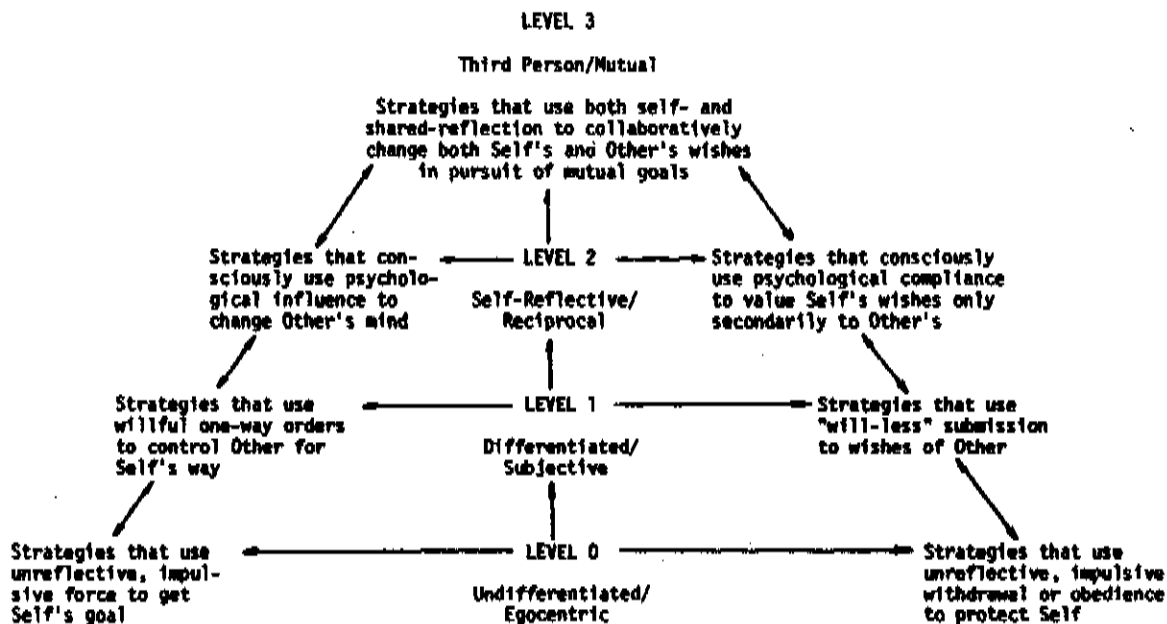 LEVEL 3
Third Person/Mutual
Strategies that use both self- and
shared-reflection to collaboratively
change both Self's and Other's wishes
in pursuit of mutual goals
Strategies that con-
sciously use psycholo-
gical influence to
change Other's mind
LEVEL 2
Self-Reflective/
Reciprocal
Strategies that consciously
use psychological compliance
to value Self's wishes only
secondarily to Other's
Strategies that use
willful one-way orders
to control Other for
Self's way
LEVEL 1
Differentiated/
Subjective
Strategies that use
"will-less" submission
to wishes of Other
Strategies that use
unreflective, impul-
sive force to get
Self's goal
LEVEL 0
Undifferentiated/
Egocentric
Strategies that use
unreflective, impulsive
withdrawal or obedience
to protect Self